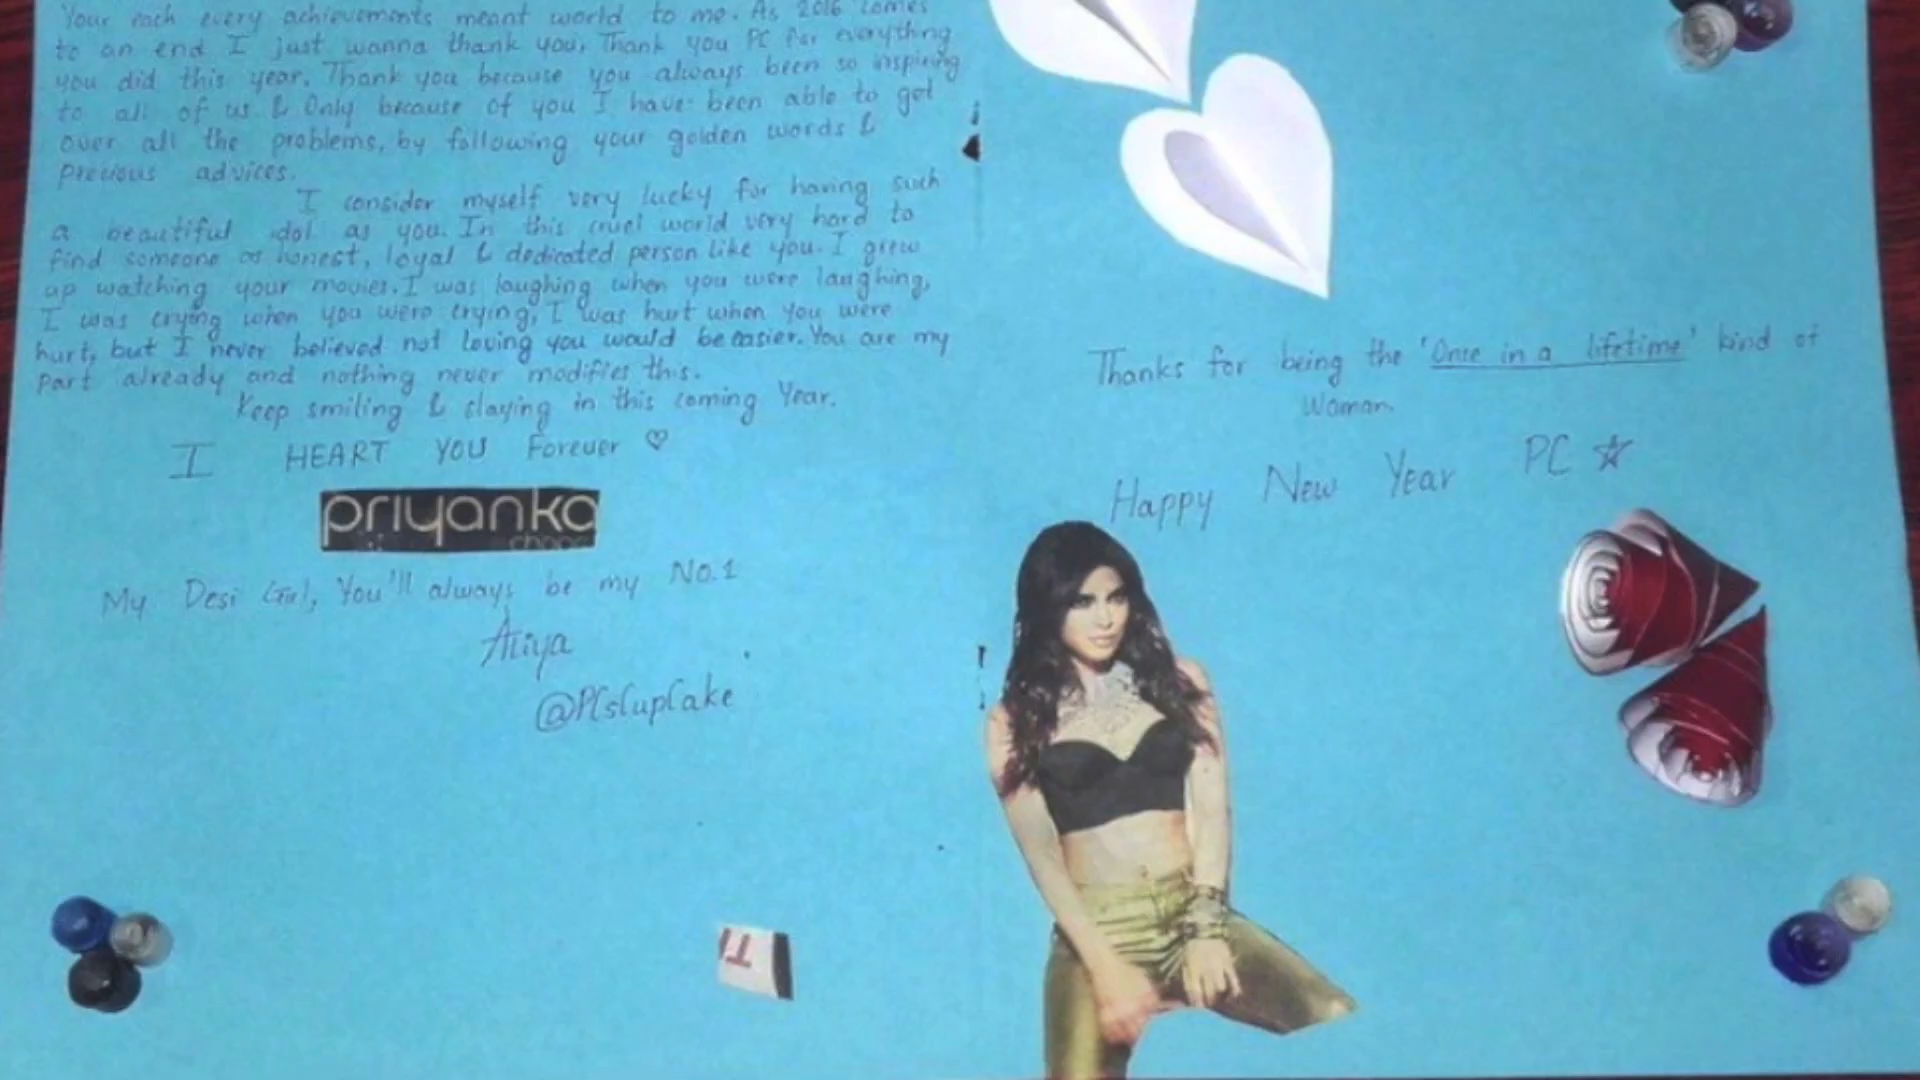 Your each every achievements meant world to me. As 2016 comes
to an end I just wanna thank you. Thank you PC for everything
you did this year. Thank you because you always been so inspiring
to all of us & Only because of you I have been able to get
over all the problems, by following your golden words &
precious advices.
I consider myself very lucky for having such
a beautiful idol as you. In this cruel world very hard to
find someone as honest, loyal & dedicated person like you. I grew
up watching your movies. I was laughing when you were laughing,
I was crying when you were crying, I was hurt when you were
hurt, but I never believed not loving you would be easier. You are my
part already and nothing never modifies this.
Keep smiling & slaying in this coming Year.
I HEART YOU Forever ♡
priyanka
chopra
My Desi Girl, You'll always be my No.1
Aliya
@PCsCupCake
Thanks for being the 'Once in a lifetime' kind of
Woman
Happy New Year PC ☆